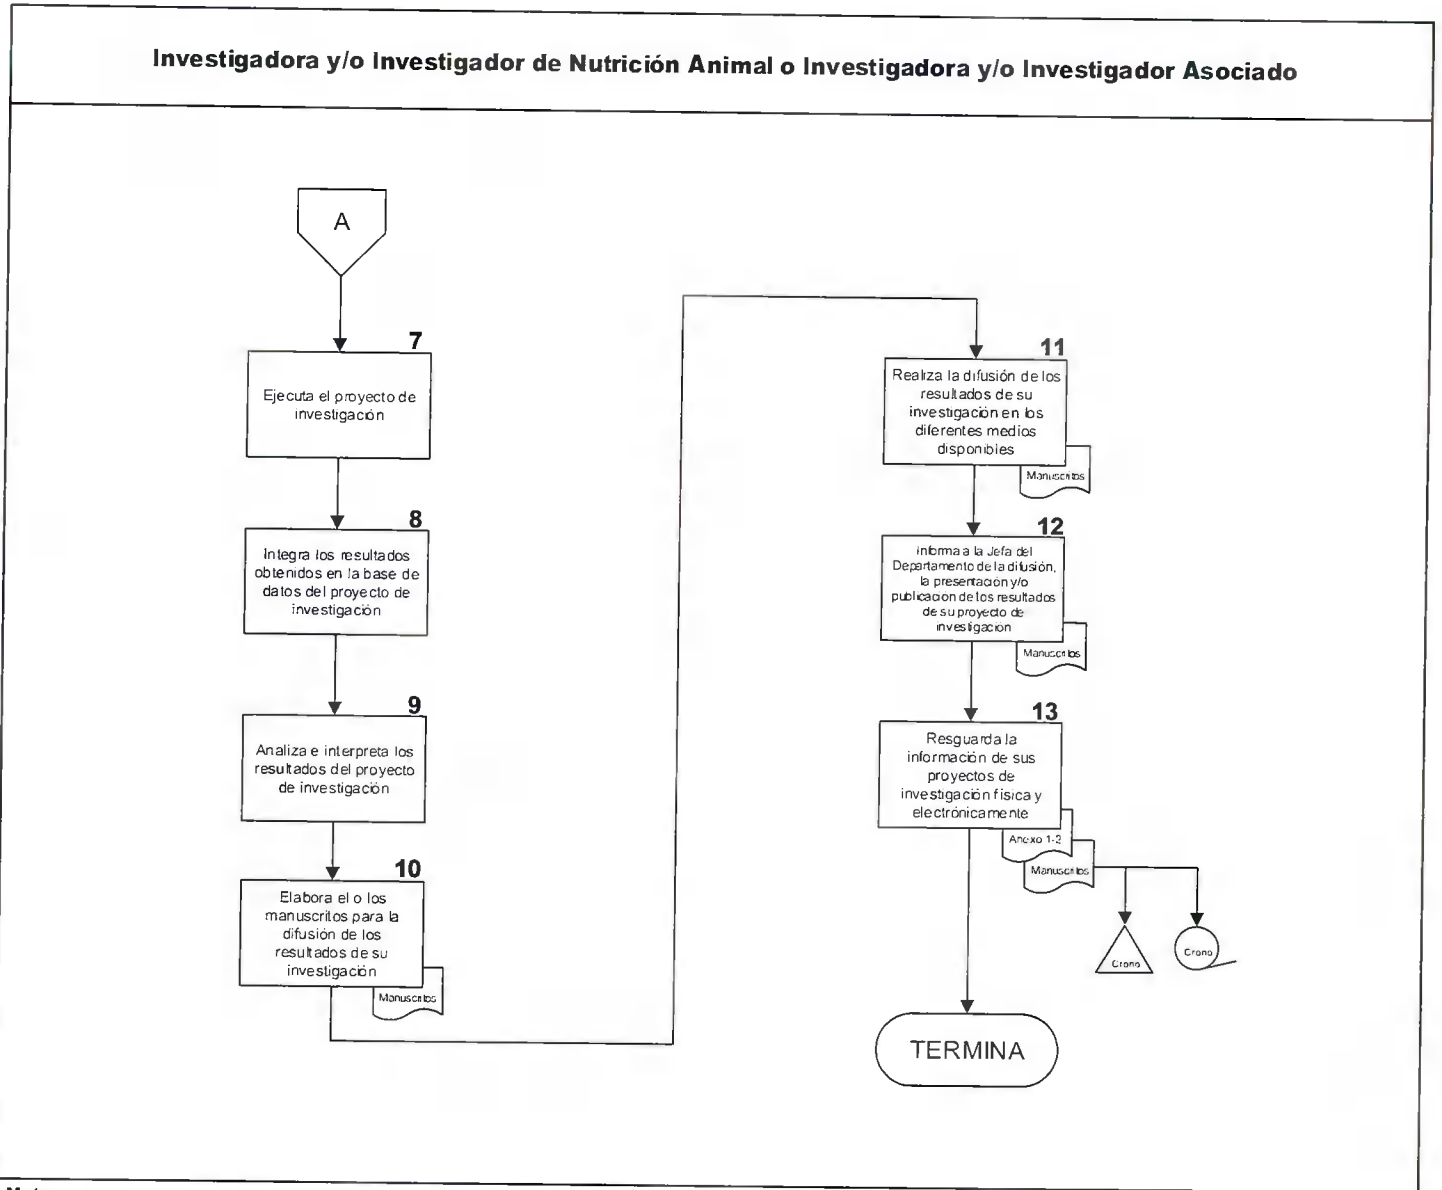 Investigadora y/o Investigador de Nutrición Animal o Investigadora y/o Investigador Asociado
A
7
Ejecuta el proyecto de
investigación
8
Integra los resultados
obtenidos en la base de
datos del proyecto de
investigación
9
Analiza e interpreta los
resultados del proyecto
de investigación
10
Elabora el o los
manuscritos para la
difusión de los
resultados de su
investigación
Manuscritos
11
Realiza la difusión de los
resultados de su
investigación en los
diferentes medios
disponibles
Manuscritos
12
Informa a la Jefa del
Departamento de la difusión,
la presentación y/o
publicación de los resultados
de su proyecto de
investigación
Manuscritos
13
Resguarda la
información de sus
proyectos de
investigación física y
electrónicamente
Anexo 1-2
Manuscritos
Crono
Crono
TERMINA